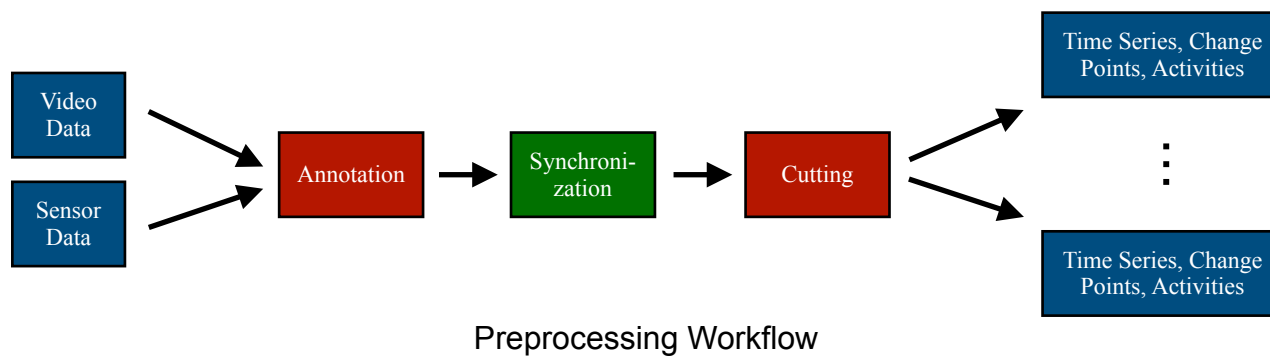 Video
Data
Sensor
Data
Annotation
Synchroni-
zation
Cutting
Time Series, Change
Points, Activities
Time Series, Change
Points, Activities
Preprocessing Workflow